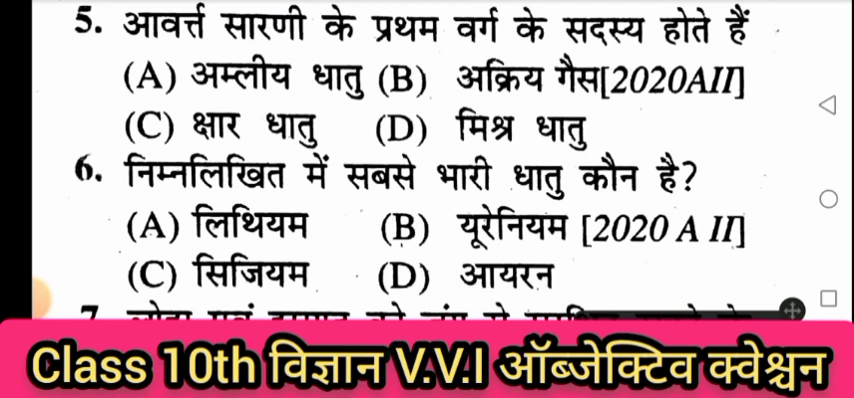 5. आवर्त्त सारणी के प्रथम वर्ग के सदस्य होते हैं
(A) अम्लीय धातु (B) अक्रिय गैस[2020AII]
(C) क्षार धातु (D) मिश्र धातु
6. निम्नलिखित में सबसे भारी धातु कौन है?
(A) लिथियम (B) यूरेनियम [2020 A II]
(C) सिजियम (D) आयरन
Class 10th विज्ञान V.V.I ऑब्जेक्टिव क्वेश्चन